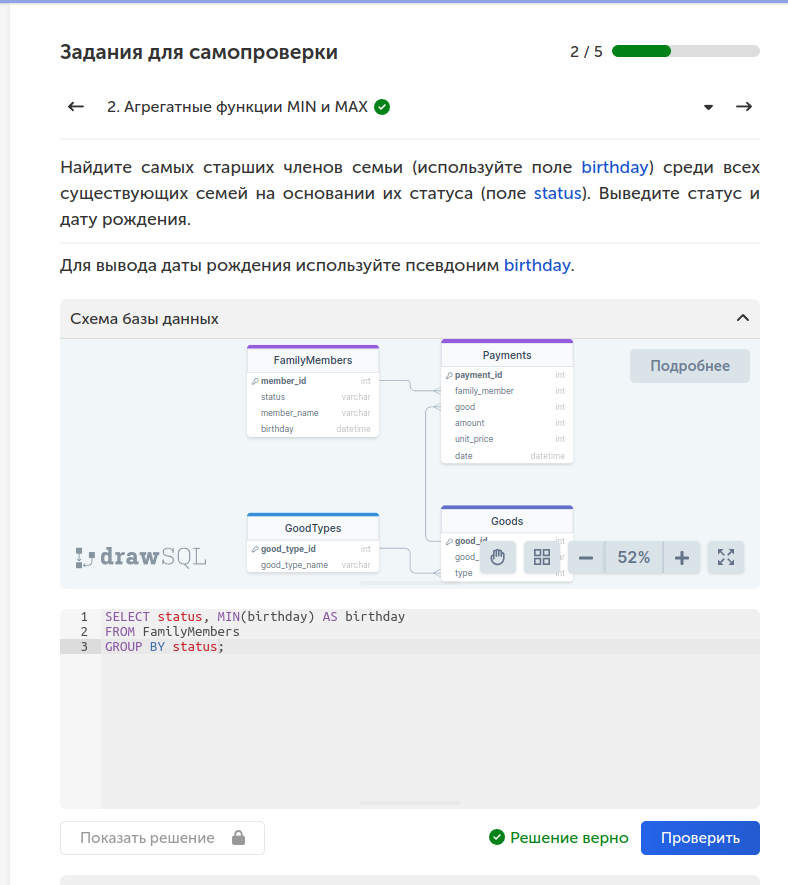 Задания для самопроверки
2 / 5
2. Агрегатные функции MIN и MAX
Найдите самых старших членов семьи (используйте поле birthday) среди всех
существующих семей на основании их статуса (поле status). Выведите статус и
дату рождения.
Для вывода даты рождения используйте псевдоним birthday.
Схема базы данных
Подробнее
FamilyMembers
member_id int
status varchar
member_name varchar
birthday datetime
Payments
payment_id int
family_member int
good int
amount int
unit_price int
date datetime
GoodTypes
good_type_id int
good_type_name varchar
Goods
good_id int
good_
type int
drawSQL
52%
1 SELECT status, MIN(birthday) AS birthday
2 FROM FamilyMembers
3 GROUP BY status;
Показать решение
Решение верно
Проверить